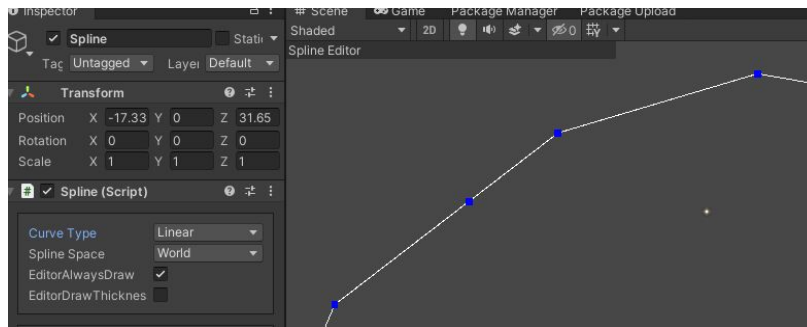 Inspector
# Scene Game Package Manager Package Upload
Spline Static
Tag Untagged Layer Default
Transform
Position X -17.33 Y 0 Z 31.65
Rotation X 0 Y 0 Z 0
Scale X 1 Y 1 Z 1
# Spline (Script)
Curve Type Linear
Spline Space World
EditorAlwaysDraw
EditorDrawThicknes
Shaded 2D 0
Spline Editor